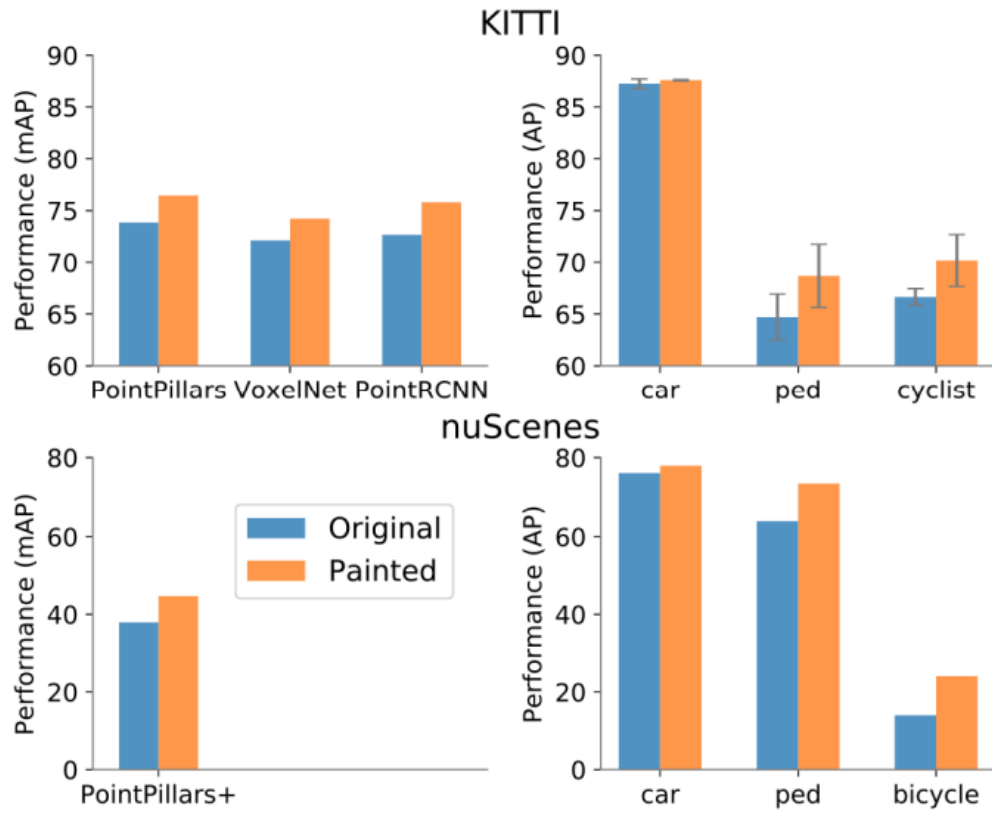 KITTI
Performance (mAP)
90
85
80
75
70
65
60
PointPillars VoxelNet PointRCNN
Performance (AP)
90
85
80
75
70
65
60
car ped cyclist
nuScenes
Performance (mAP)
80
60
40
20
0
PointPillars+
Original
Painted
Performance (AP)
80
60
40
20
0
car ped bicycle